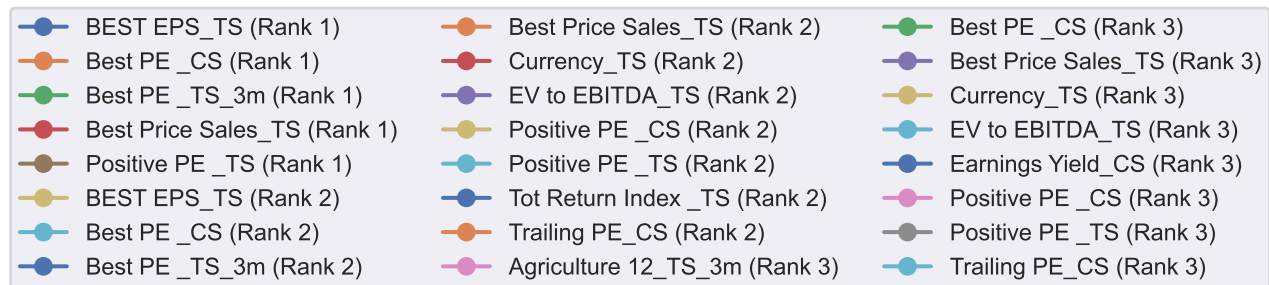 BEST EPS_TS (Rank 1)
Best PE _CS (Rank 1)
Best PE _TS_3m (Rank 1)
Best Price Sales_TS (Rank 1)
Positive PE _TS (Rank 1)
BEST EPS_TS (Rank 2)
Best PE _CS (Rank 2)
Best PE _TS_3m (Rank 2)
Best Price Sales_TS (Rank 2)
Currency_TS (Rank 2)
EV to EBITDA_TS (Rank 2)
Positive PE _CS (Rank 2)
Positive PE _TS (Rank 2)
Tot Return Index _TS (Rank 2)
Trailing PE_CS (Rank 2)
Agriculture 12_TS_3m (Rank 3)
Best PE _CS (Rank 3)
Best Price Sales_TS (Rank 3)
Currency_TS (Rank 3)
EV to EBITDA_TS (Rank 3)
Earnings Yield_CS (Rank 3)
Positive PE _CS (Rank 3)
Positive PE _TS (Rank 3)
Trailing PE_CS (Rank 3)